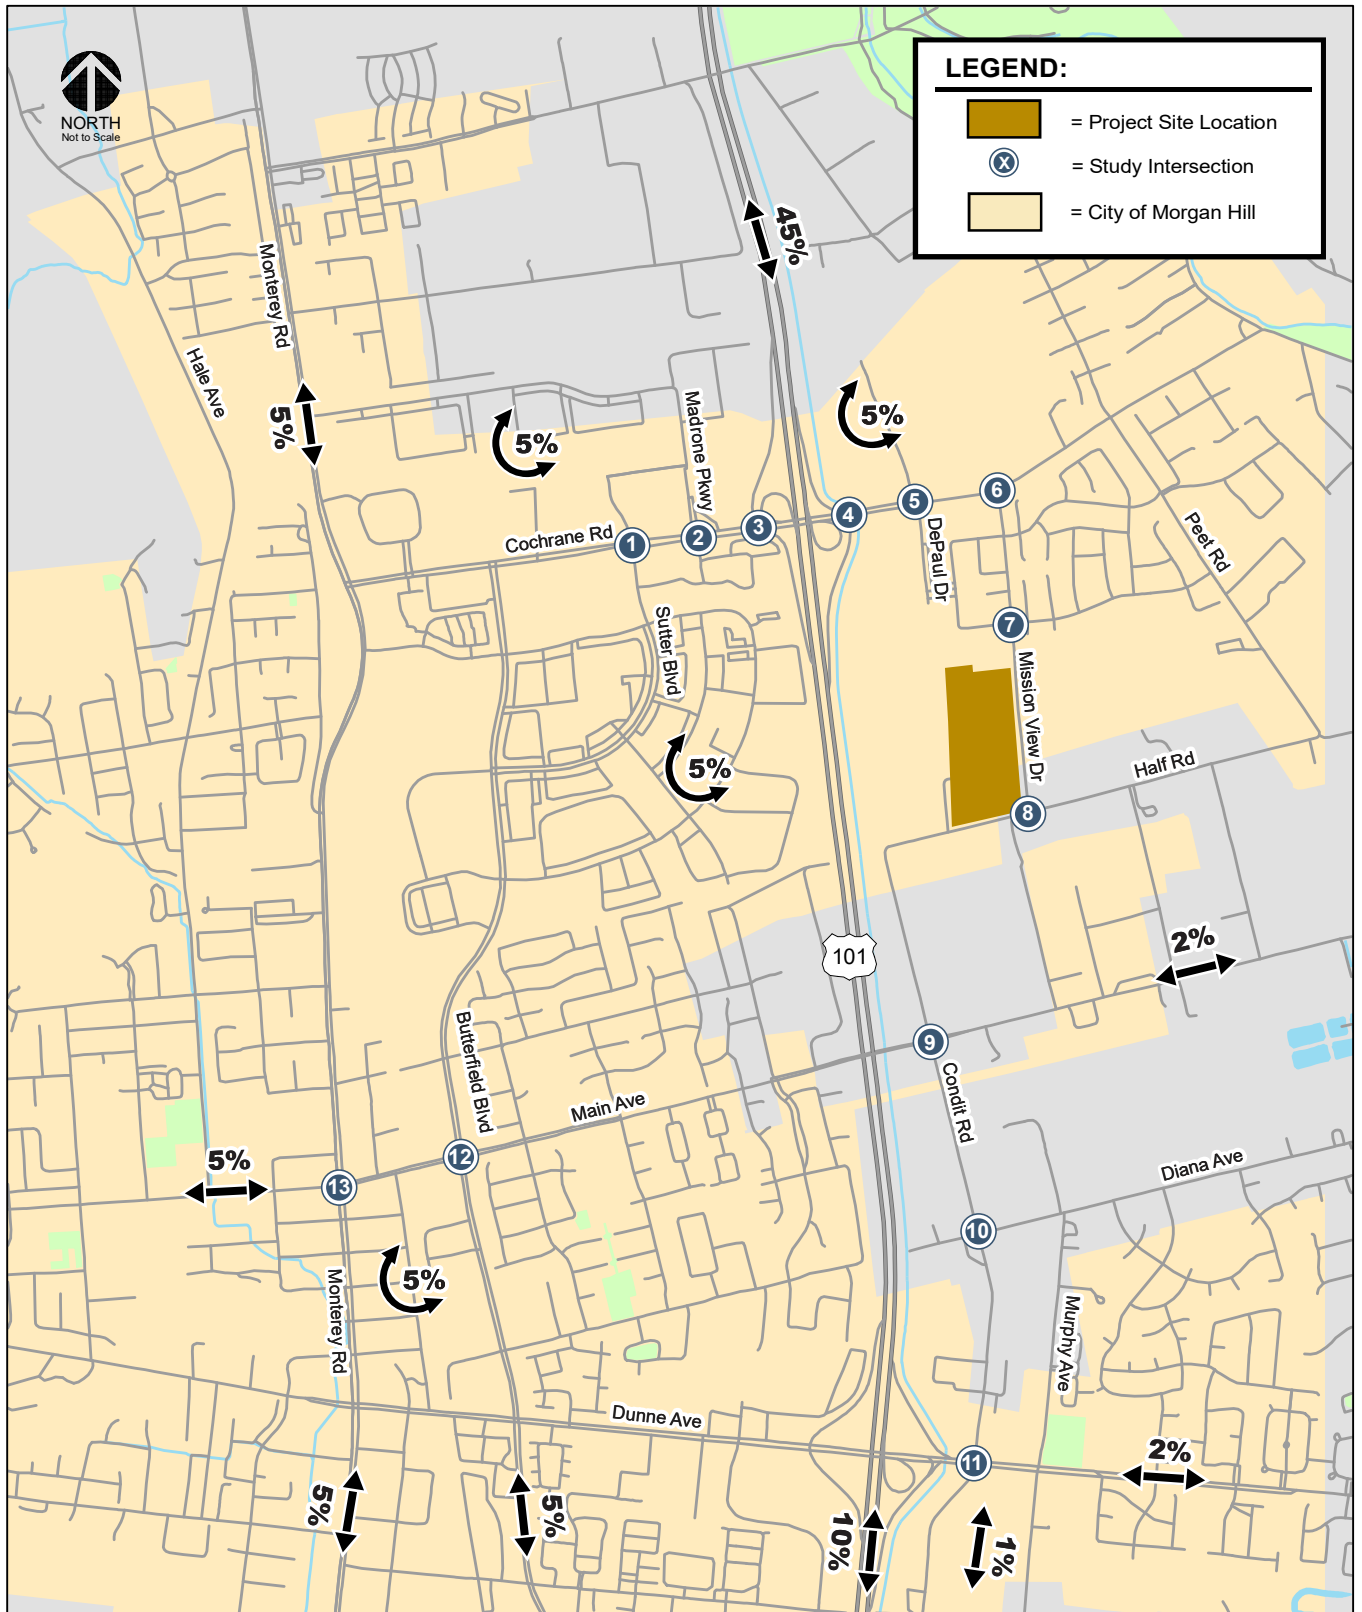 NORTH
Not to Scale
LEGEND:
= Project Site Location
X
= Study Intersection
= City of Morgan Hill
45%
Monterey Rd
Hale Ave
5%
5%
Madrone Pkwy
5%
Cochrane Rd
1
2
3
4
5
6
DePaul Dr
Peet Rd
7
Sutter Blvd
Mission View Dr
5%
Half Rd
8
101
2%
Butterfield Blvd
9
Main Ave
Condit Rd
12
5%
13
Diana Ave
10
5%
Monterey Rd
Murphy Ave
Dunne Ave
11
2%
5%
5%
10%
1%